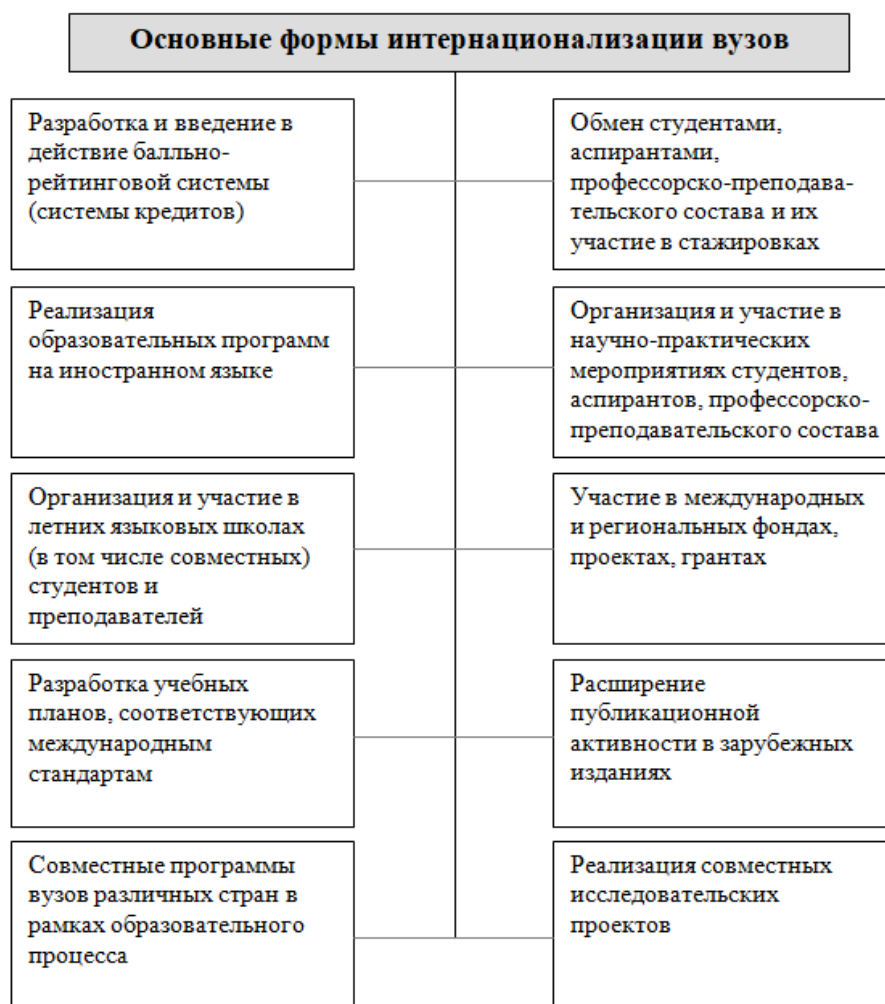 Основные формы интернационализации вузов
Разработка и введение в
действие балльно-
рейтинговой системы
(системы кредитов)
Обмен студентами,
аспирантами,
профессорско-преподава-
тельского состава и их
участие в стажировках
Реализация
образовательных программ
на иностранном языке
Организация и участие в
научно-практических
мероприятиях студентов,
аспирантов, профессорско-
преподавательского состава
Организация и участие в
летних языковых школах
(в том числе совместных)
студентов и
преподавателей
Участие в международных
и региональных фондах,
проектах, грантах
Разработка учебных
планов, соответствующих
международным
стандартам
Расширение
публикационной
активности в зарубежных
изданиях
Совместные программы
вузов различных стран в
рамках образовательного
процесса
Реализация совместных
исследовательских
проектов